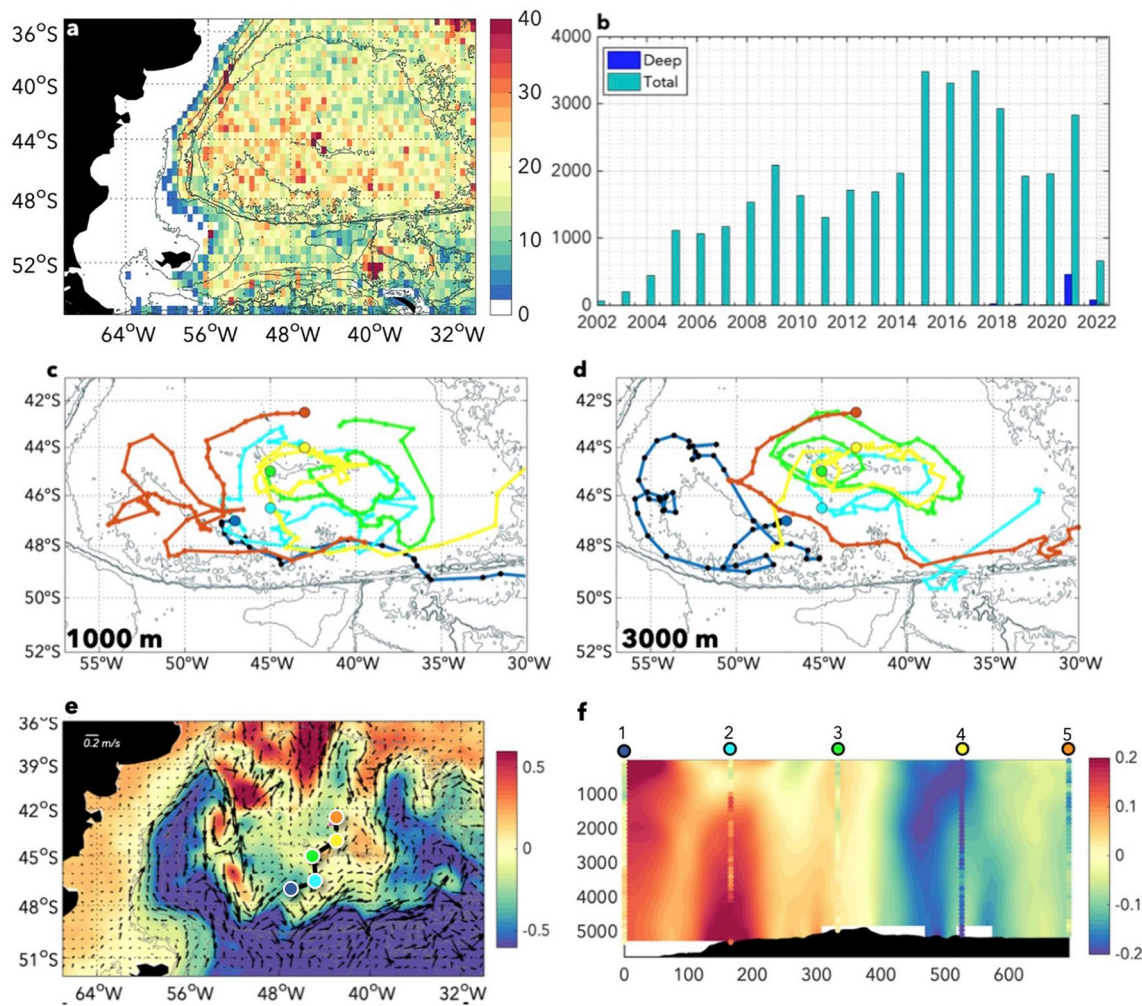 a
36°S
40°S
44°S
48°S
52°S
64°W 56°W 48°W 40°W 32°W
40
30
20
10
0
b
4000
3000
2000
1000
0
Deep
Total
2002 2004 2006 2008 2010 2012 2014 2016 2018 2020 2022
c
42°S
44°S
46°S
48°S
50°S
52°S
1000 m
55°W 50°W 45°W 40°W 35°W 30°W
d
42°S
44°S
46°S
48°S
50°S
52°S
3000 m
55°W 50°W 45°W 40°W 35°W 30°W
e
36°S
39°S
42°S
45°S
48°S
51°S
0.2 m/s
64°W 56°W 48°W 40°W 32°W
0.5
0
-0.5
f
1 2 3 4 5
1000
2000
3000
4000
5000
0 100 200 300 400 500 600
0.2
0.1
0
-0.1
-0.2